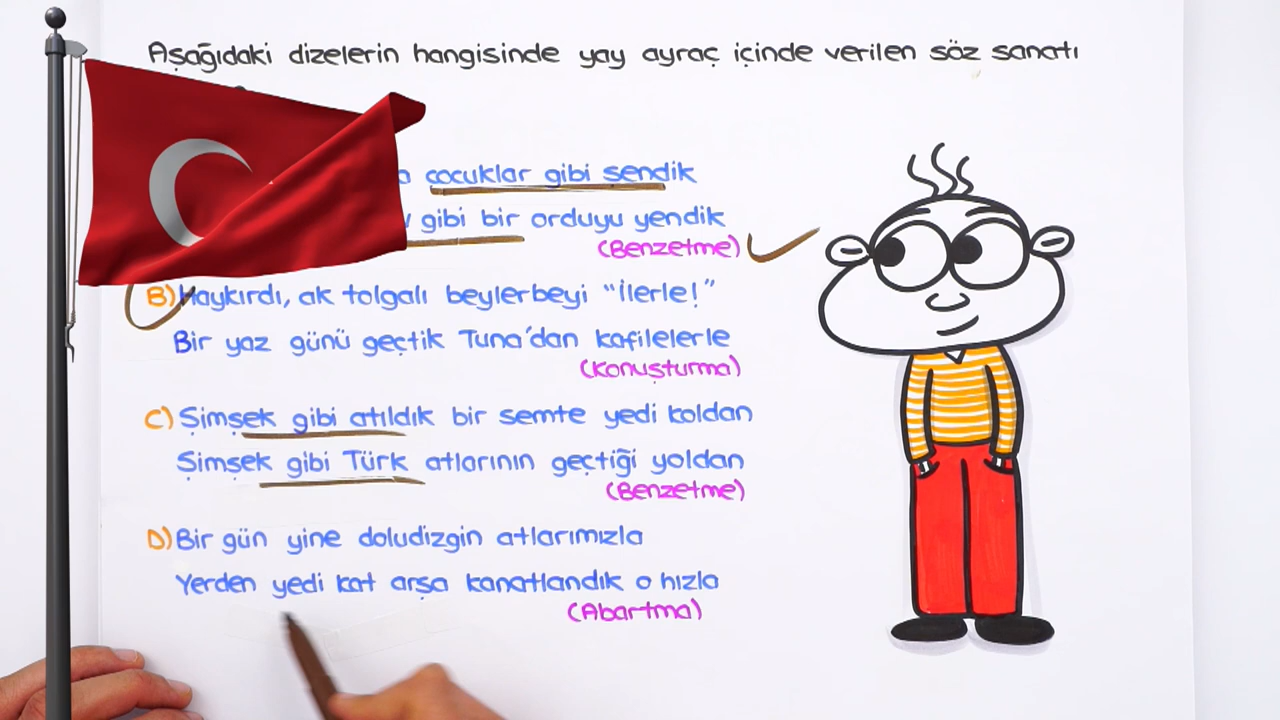 Aşağıdaki dizelerin hangisinde yay ayraç içinde verilen söz sanatı
çocuklar gibi şendik
gibi bir orduyu yendik
(Benzetme)
B) Haykırdı, ak tolgalı beylerbeyi "İlerle!"
Bir yaz günü geçtik Tuna'dan kafilelerle
(Konuşturma)
C) Şimşek gibi atıldık bir semte yedi koldan
Şimşek gibi Türk atlarının geçtiği yoldan
(Benzetme)
D) Bir gün yine doludizgin atlarımızla
Yerden yedi kat arşa kanatlandık o hızla
(Abartma)